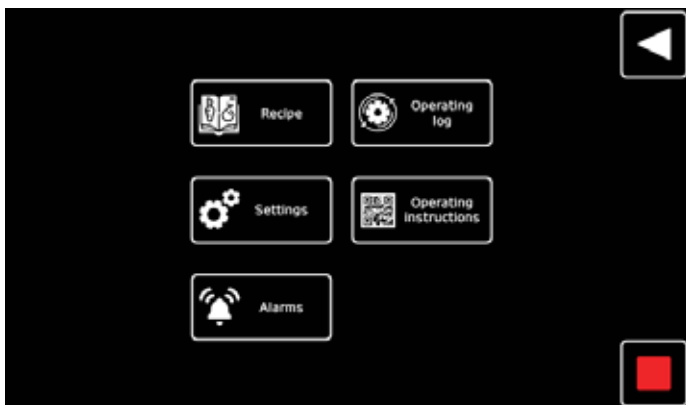 Recipe
Operating
log
Settings
Operating
instructions
Alarms